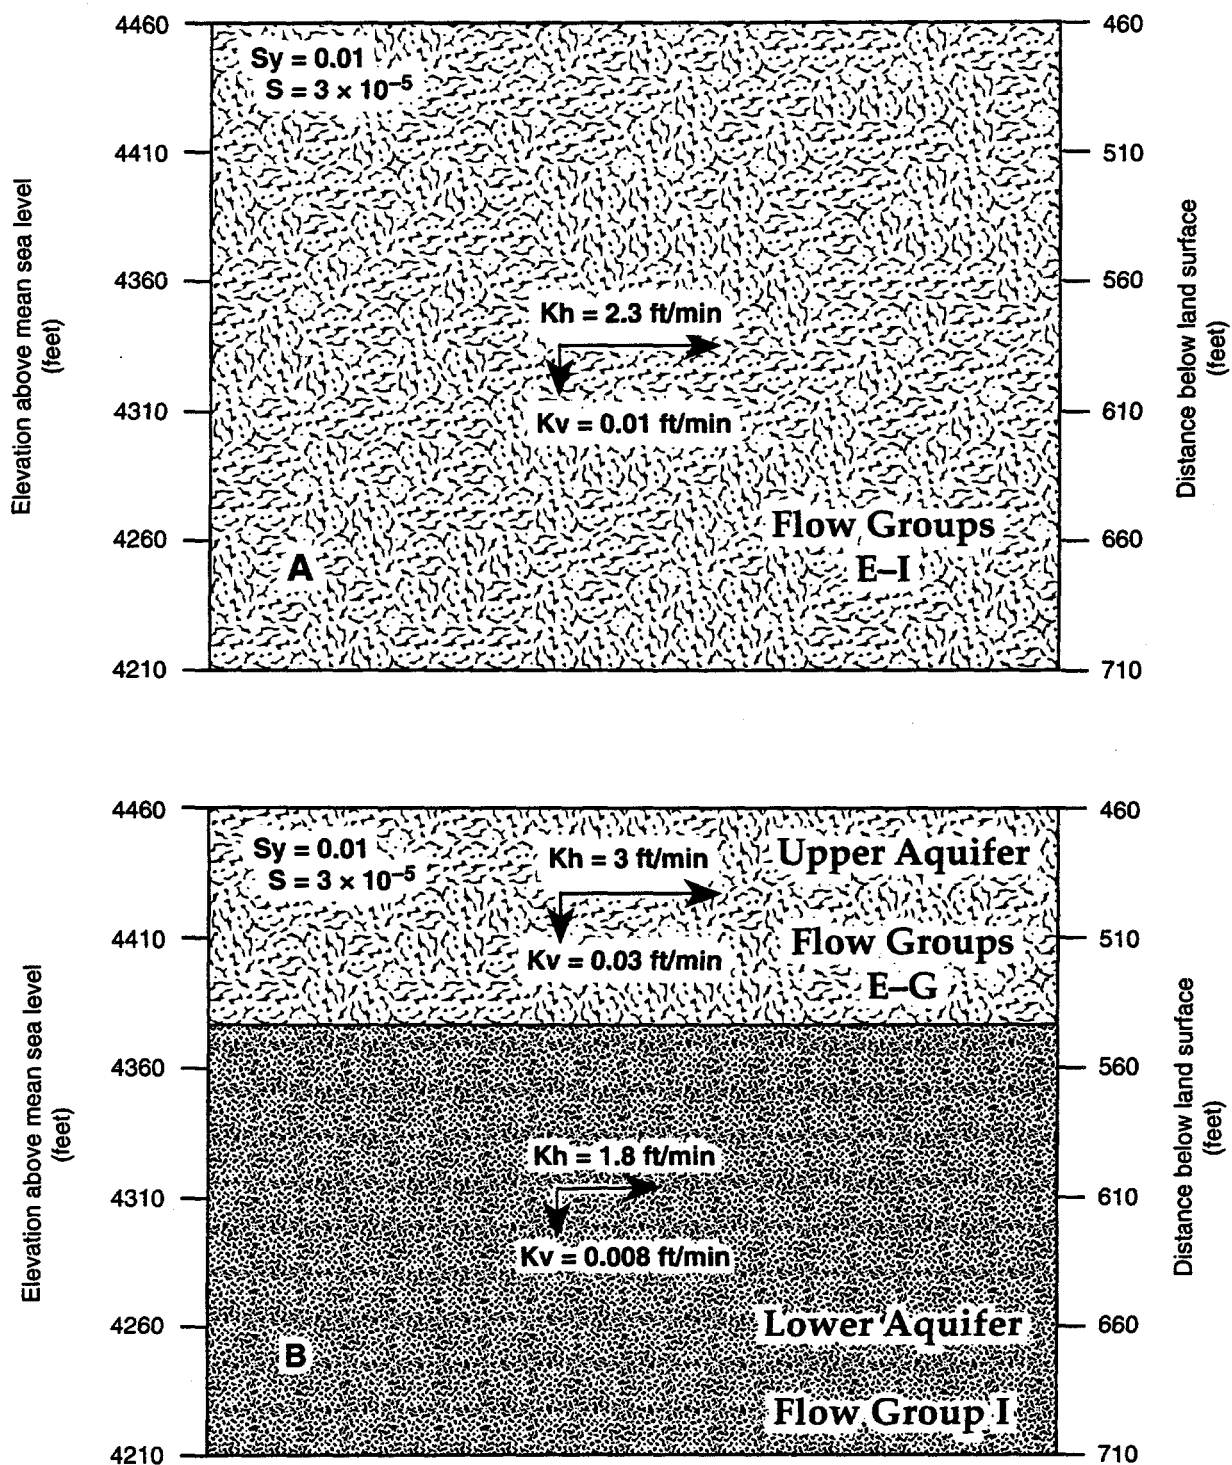 4460
460
Sy = 0.01
S = 3 × 10⁻⁵
4410
510
4360
560
Kh = 2.3 ft/min
4310
610
Kv = 0.01 ft/min
Flow Groups
E–I
4260
660
A
4210
710
Elevation above mean sea level
(feet)
Distance below land surface
(feet)
4460
460
Sy = 0.01
S = 3 × 10⁻⁵
Kh = 3 ft/min
Upper Aquifer
4410
510
Kv = 0.03 ft/min
Flow Groups
E–G
4360
560
Kh = 1.8 ft/min
4310
610
Kv = 0.008 ft/min
Lower Aquifer
4260
660
B
Flow Group I
4210
710
Elevation above mean sea level
(feet)
Distance below land surface
(feet)